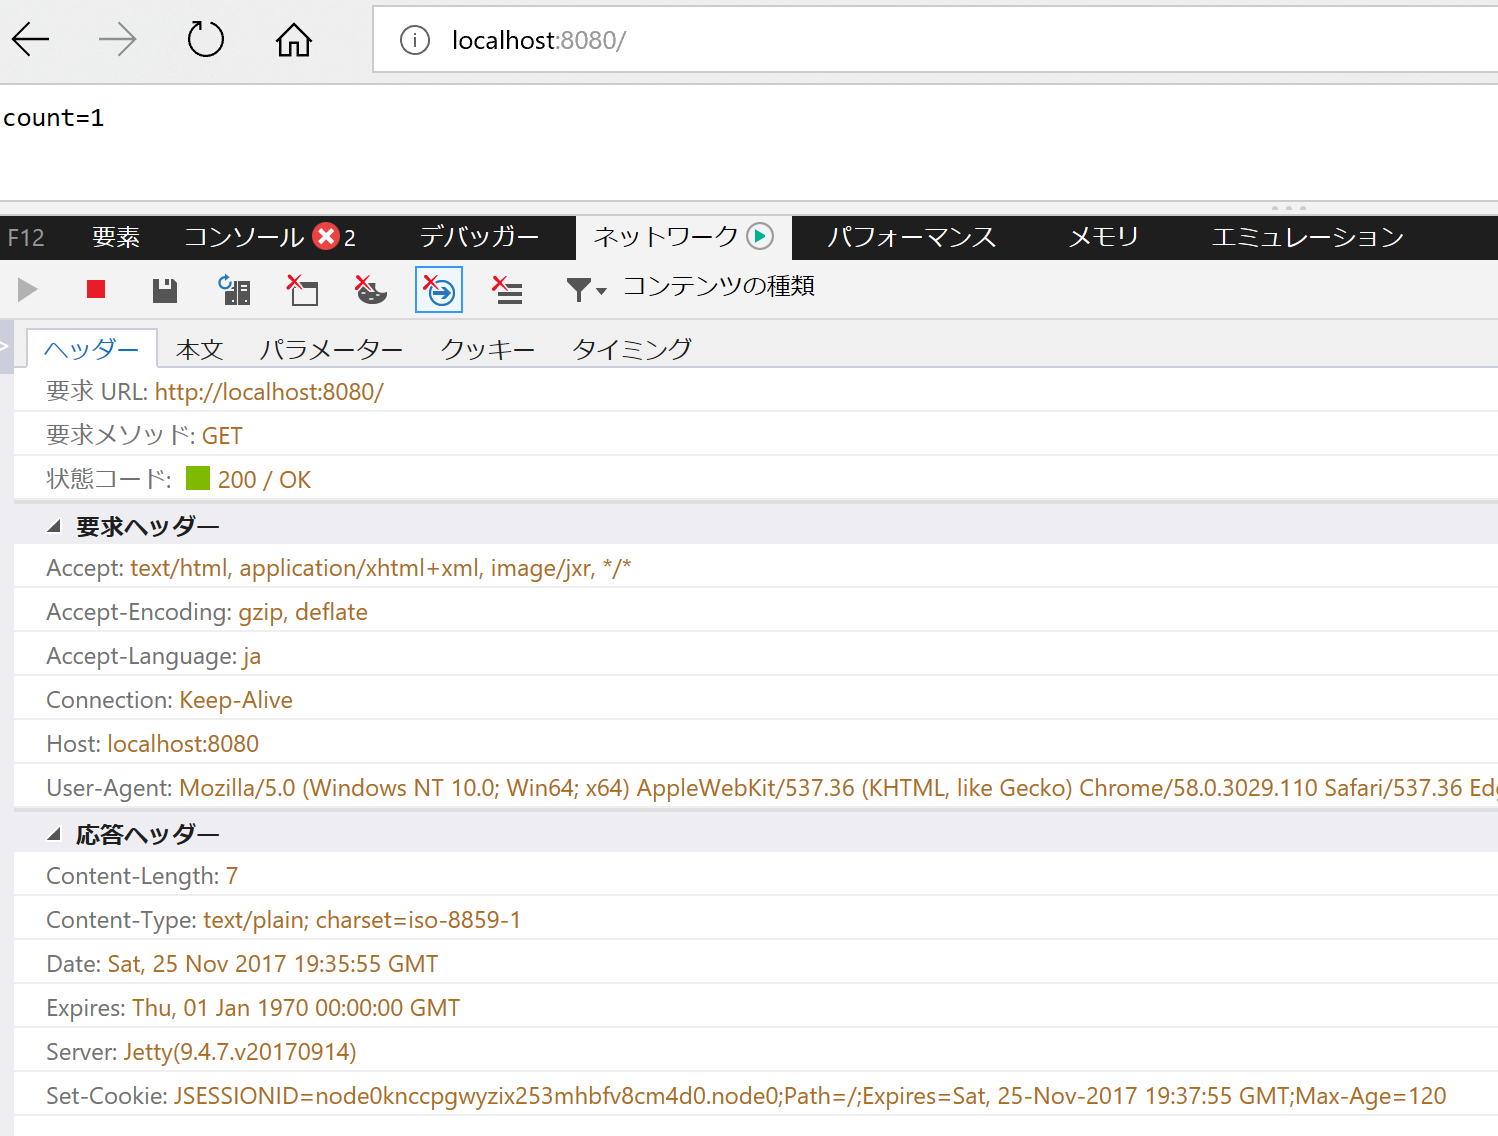 localhost:8080/
count=1
F12 要素 コンソール 2 デバッガー ネットワーク パフォーマンス メモリ エミュレーション
コンテンツの種類
ヘッダー 本文 パラメーター クッキー タイミング
要求 URL: http://localhost:8080/
要求メソッド: GET
状態コード: 200 / OK
要求ヘッダー
Accept: text/html, application/xhtml+xml, image/jxr, */*
Accept-Encoding: gzip, deflate
Accept-Language: ja
Connection: Keep-Alive
Host: localhost:8080
User-Agent: Mozilla/5.0 (Windows NT 10.0; Win64; x64) AppleWebKit/537.36 (KHTML, like Gecko) Chrome/58.0.3029.110 Safari/537.36
応答ヘッダー
Content-Length: 7
Content-Type: text/plain; charset=iso-8859-1
Date: Sat, 25 Nov 2017 19:35:55 GMT
Expires: Thu, 01 Jan 1970 00:00:00 GMT
Server: Jetty(9.4.7.v20170914)
Set-Cookie: JSESSIONID=node0knccpgwyzix253mhbfv8cm4d0.node0;Path=/;Expires=Sat, 25-Nov-2017 19:37:55 GMT;Max-Age=120